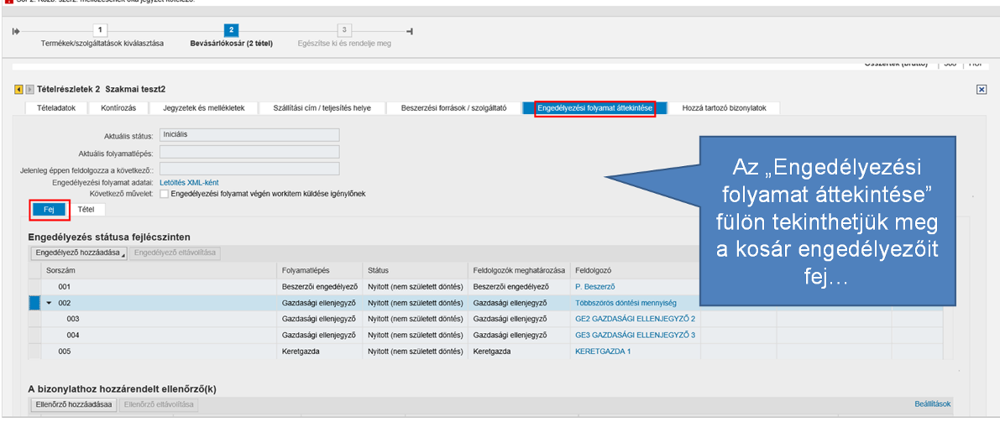 1 2 3
Termékek/szolgáltatások kiválasztása Bevásárlókosár (2 tétel) Egészítse ki és rendelje meg
Tételrészletek 2 Szakmai teszt2
Tételadatok Kontírozás Jegyzetek és mellékletek Szállítási cím / teljesítés helye Beszerzési források / szolgáltató Engedélyezési folyamat áttekintése Hozzá tartozó bizonylatok
Aktuális státus: Iniciális
Aktuális folyamatlépés:
Jelenleg éppen feldolgozza a következő::
Engedélyezési folyamat adatai: Letöltés XML-ként
Következő művelet: Engedélyezési folyamat végén workitem küldése igénylőnek
Fej Tétel
Az „Engedélyezési
folyamat áttekintése”
fülön tekinthetjük meg
a kosár engedélyezőit
fej…
Engedélyezés státusa fejlécszinten
Engedélyező hozzáadása Engedélyező eltávolítása
Sorszám Folyamatlépés Státus Feldolgozók meghatározása Feldolgozó
001 Beszerzői engedélyező Nyitott (nem született döntés) Beszerzői engedélyező P. Beszerző
002 Gazdasági ellenjegyző Nyitott (nem született döntés) Gazdasági ellenjegyző Többszörös döntési mennyiség
003 Gazdasági ellenjegyző Nyitott (nem született döntés) Gazdasági ellenjegyző GE2 GAZDASÁGI ELLENJEGYZŐ 2
004 Gazdasági ellenjegyző Nyitott (nem született döntés) Gazdasági ellenjegyző GE3 GAZDASÁGI ELLENJEGYZŐ 3
005 Keretgazda Nyitott (nem született döntés) Keretgazda KERETGAZDA 1
A bizonylathoz hozzárendelt ellenőrző(k)
Ellenőrző hozzáadásaa Ellenőrző eltávolítása Beállítások